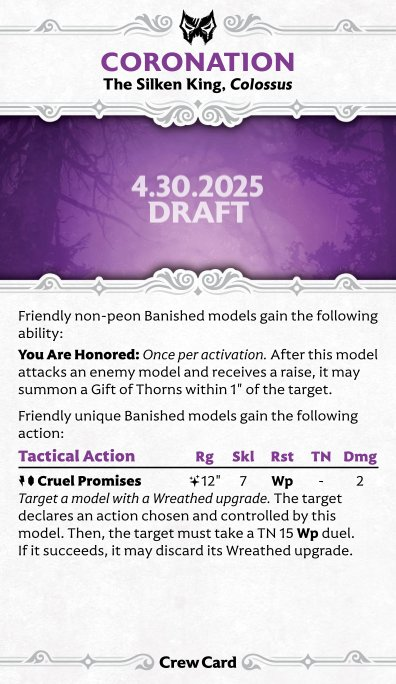 CORONATION
The Silken King, Colossus
4.30.2025
DRAFT
Friendly non-peon Banished models gain the following
ability:
You Are Honored: Once per activation. After this model
attacks an enemy model and receives a raise, it may
summon a Gift of Thorns within 1" of the target.
Friendly unique Banished models gain the following
action:
Tactical Action Rg Skl Rst TN Dmg
Cruel Promises 12" 7 Wp - 2
Target a model with a Wreathed upgrade. The target
declares an action chosen and controlled by this
model. Then, the target must take a TN 15 Wp duel.
If it succeeds, it may discard its Wreathed upgrade.
Crew Card